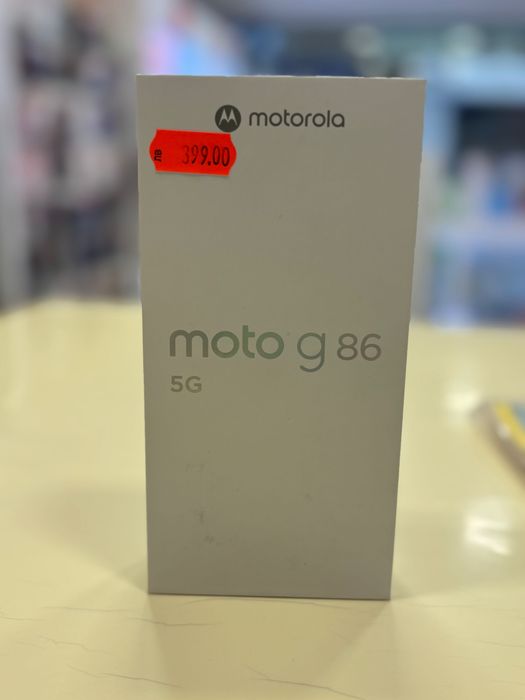 motorola
лв 399.00
moto g 86
5G